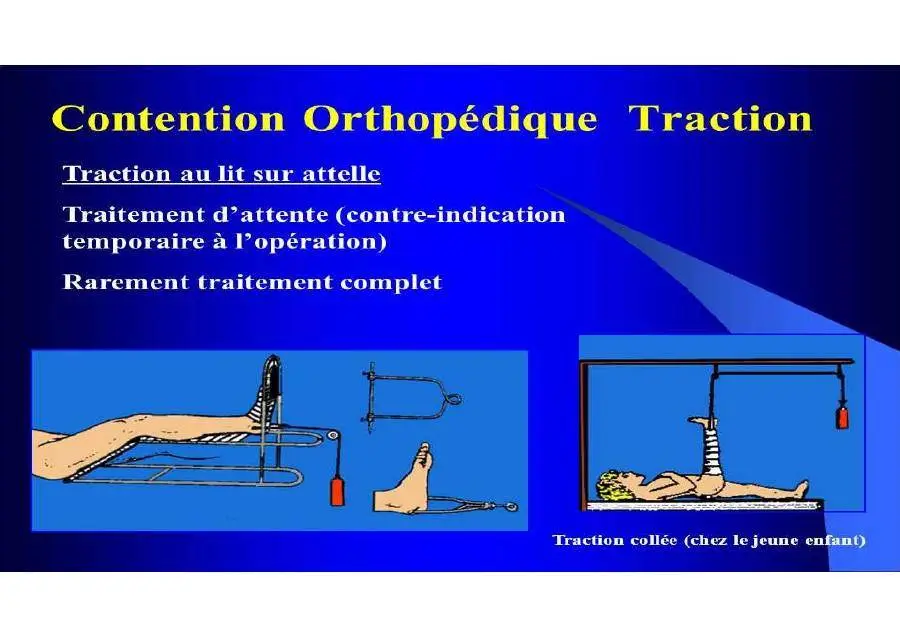 Contention Orthopédique Traction
Traction au lit sur attelle
Traitement d’attente (contre-indication
temporaire à l’opération)
Rarement traitement complet
Traction collée (chez le jeune enfant)